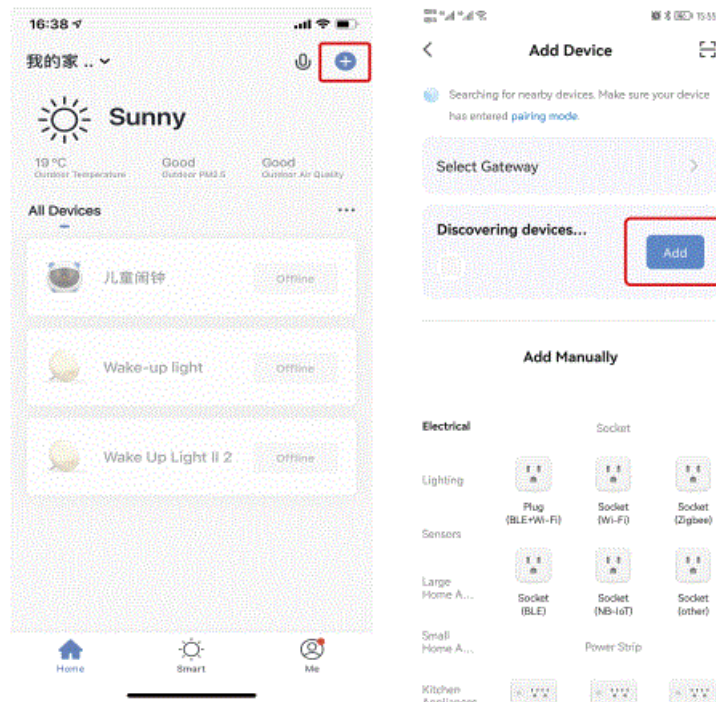 16:38
我的家 ..
Sunny
19 °C
Good
Good
Outdoor Temperature
Outdoor PM2.5
Outdoor Air Quality
All Devices
儿童闹钟
Offline
Wake-up light
Offline
Wake Up Light II 2
Offline
Home
Smart
Me
15:55
Add Device
Searching for nearby devices. Make sure your device
has entered pairing mode.
Select Gateway
Discovering devices...
Add
Add Manually
Electrical
Socket
Lighting
Plug
(BLE+Wi-Fi)
Socket
(Wi-Fi)
Socket
(Zigbee)
Sensors
Large
Home A...
Socket
(BLE)
Socket
(NB-IoT)
Socket
(other)
Small
Home A...
Power Strip
Kitchen
Appliances